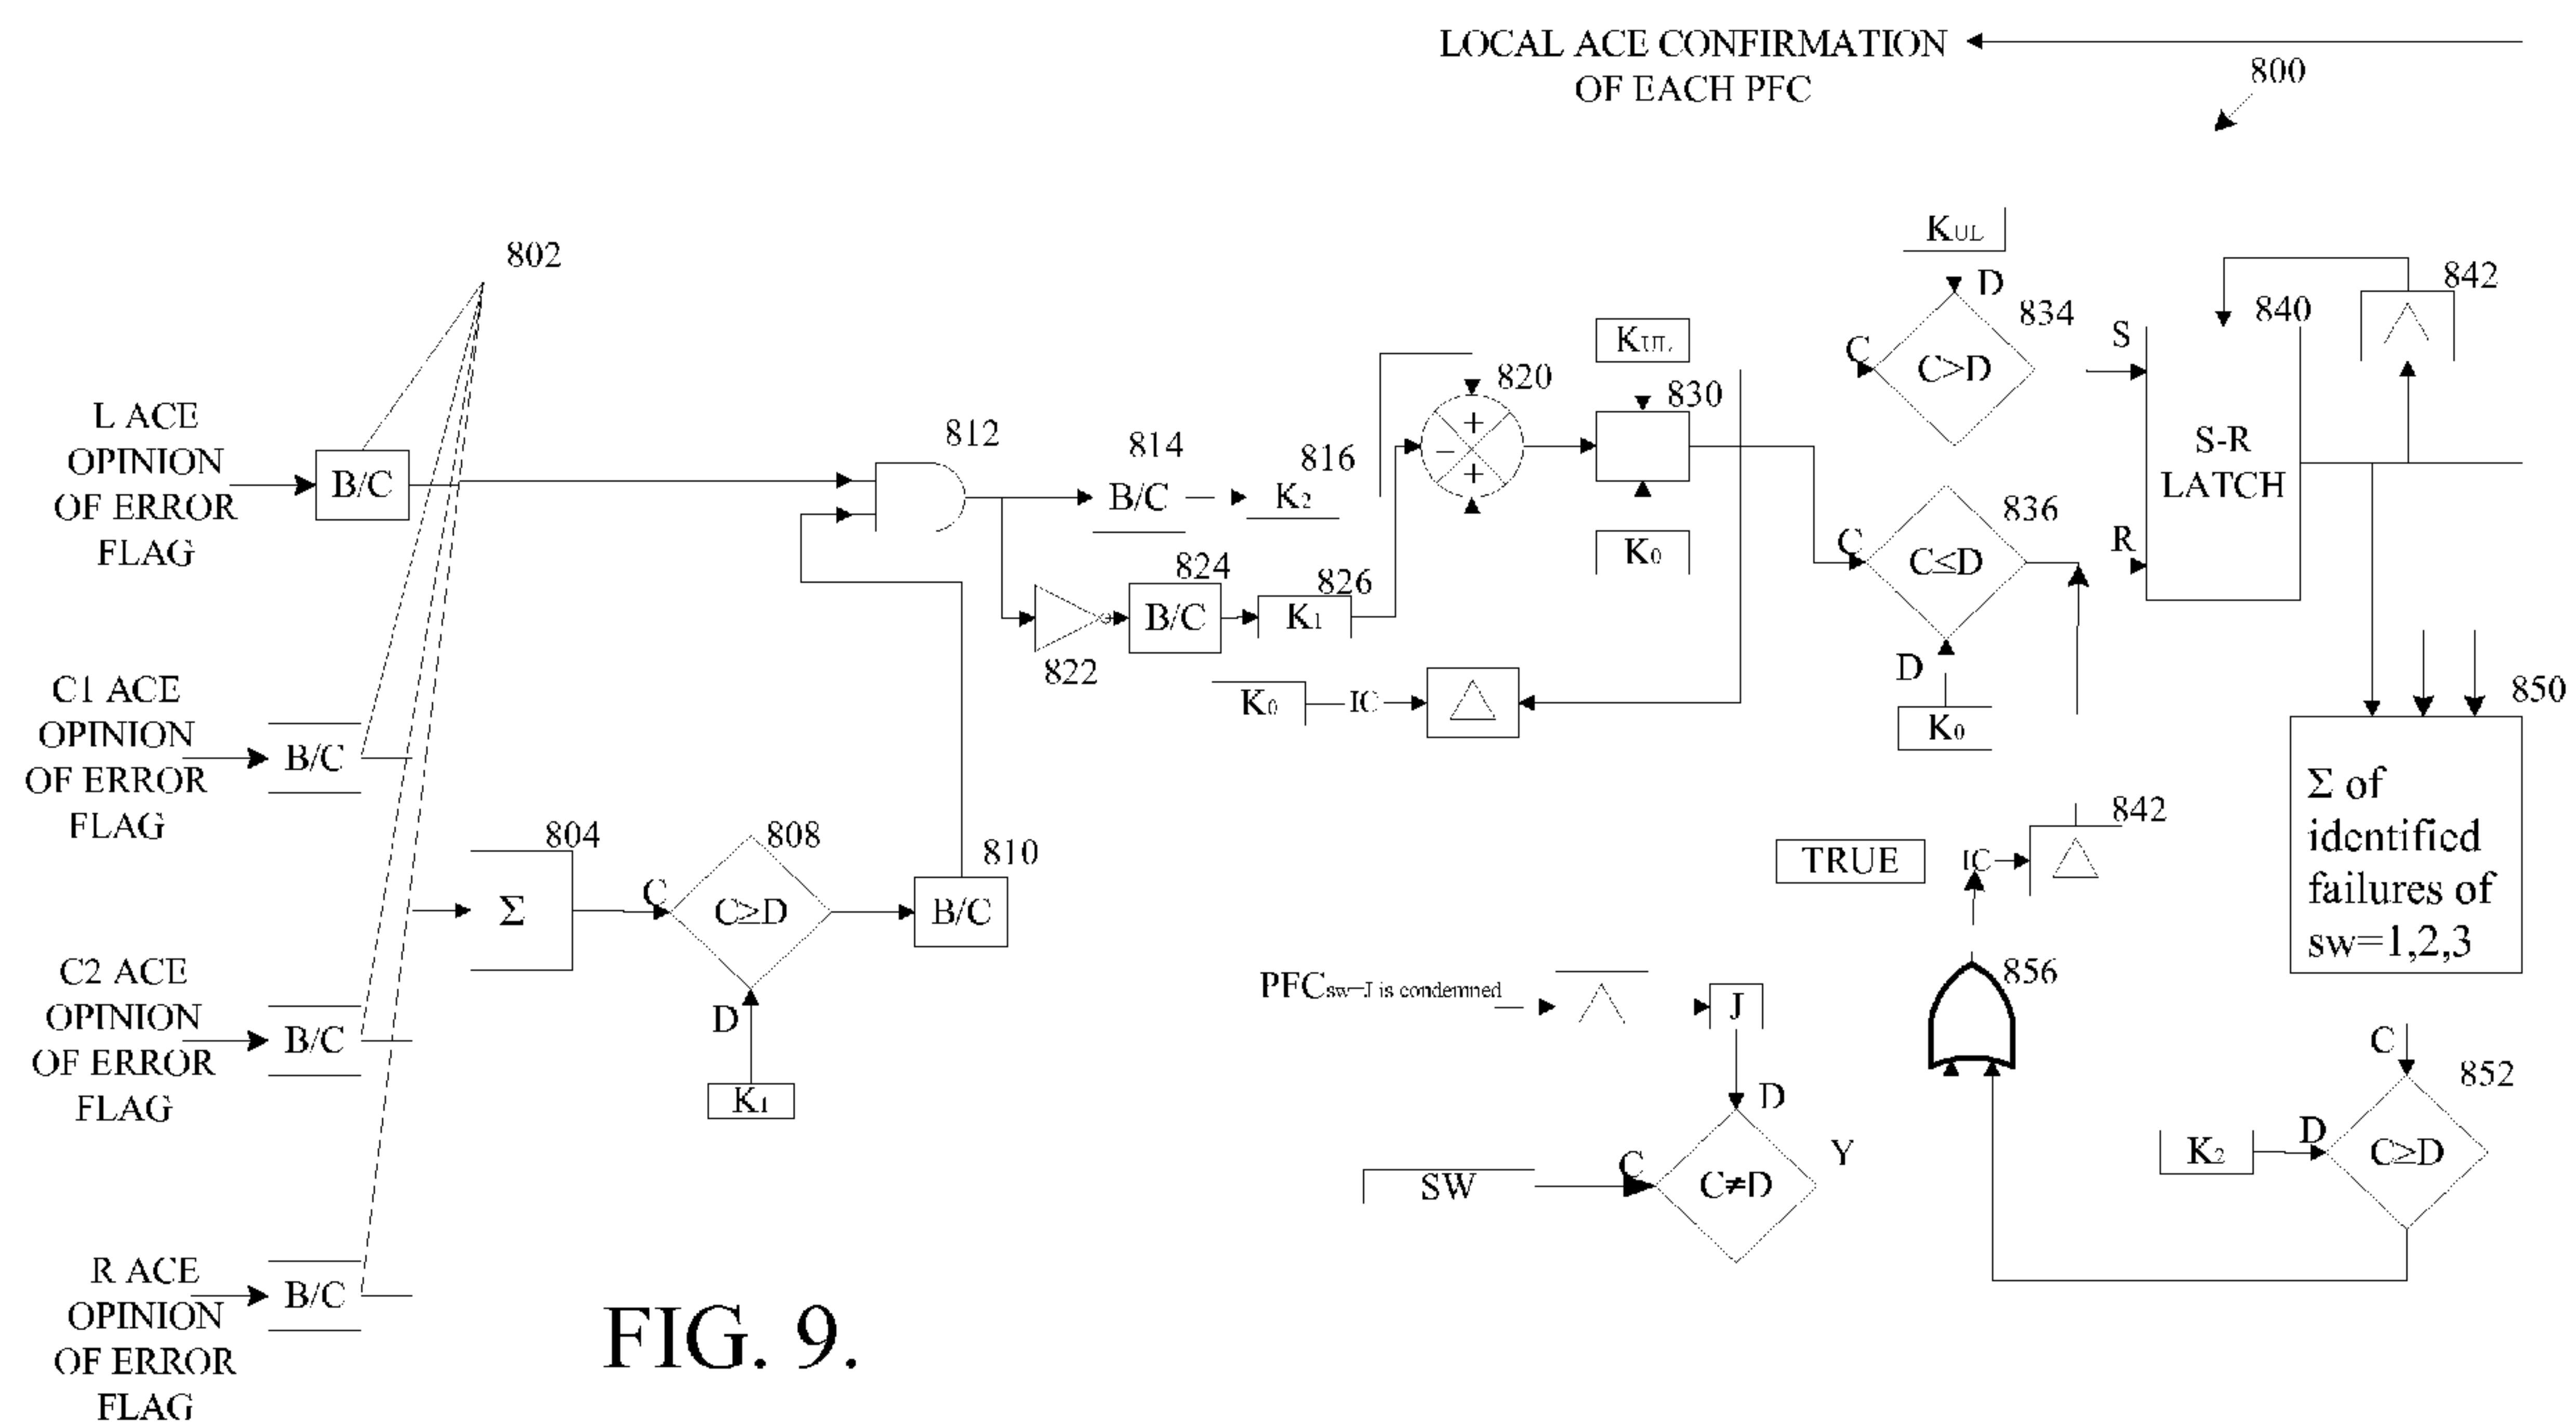 LOCAL ACE CONFIRMATION
OF EACH PFC
800
802
L ACE
OPINION
OF ERROR
FLAG
B/C
812
814
B/C
816
K2
820
+
−
+
KUL
830
K0
KUL
D
834
C
C>D
S
840
842
S-R
LATCH
R
836
C
C≤D
D
K0
822
824
B/C
826
K1
K0
IC
△
C1 ACE
OPINION
OF ERROR
FLAG
B/C
804
Σ
808
C
C≥D
D
K1
810
B/C
850
Σ of
identified
failures of
sw=1,2,3
TRUE
IC
842
△
C2 ACE
OPINION
OF ERROR
FLAG
B/C
PFCsw=J is condemned
J
D
856
C
852
K2
D
C≥D
SW
C
C≠D
Y
R ACE
OPINION
OF ERROR
FLAG
B/C
FIG. 9.